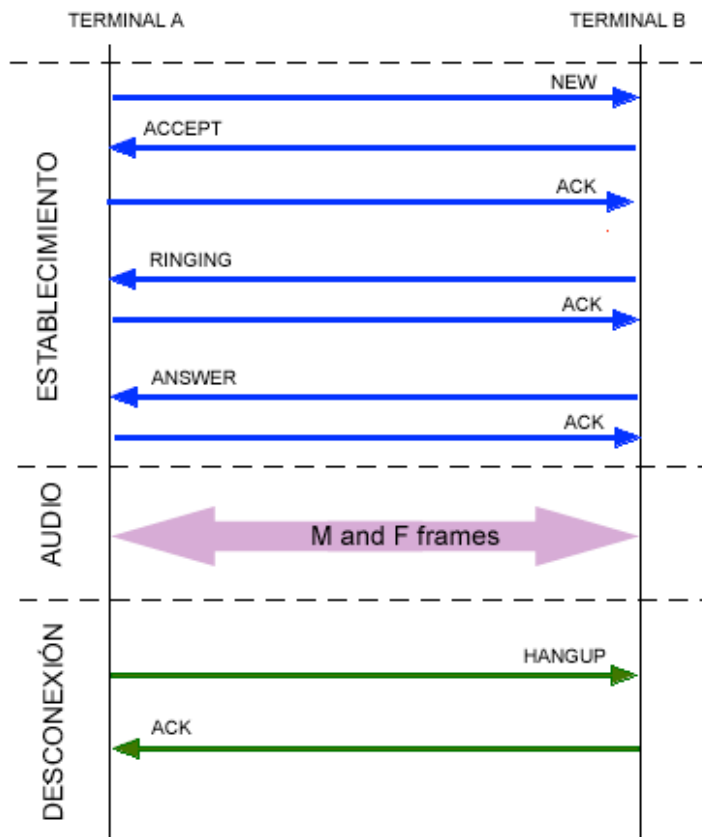 TERMINAL A
TERMINAL B
ESTABLECIMIENTO
NEW
ACCEPT
ACK
RINGING
ACK
ANSWER
ACK
AUDIO
M and F frames
DESCONEXIÓN
HANGUP
ACK